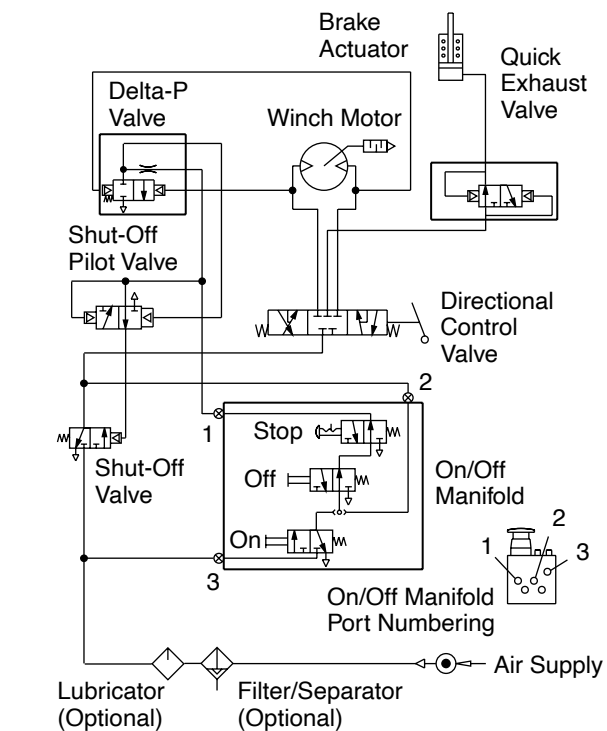 Brake
Actuator
Quick
Exhaust
Valve
Delta-P
Valve
Winch Motor
Shut-Off
Pilot Valve
Directional
Control
Valve
2
1
Stop
Off
On
3
On/Off
Manifold
Shut-Off
Valve
1
2
3
On/Off Manifold
Port Numbering
Air Supply
Lubricator
(Optional)
Filter/Separator
(Optional)